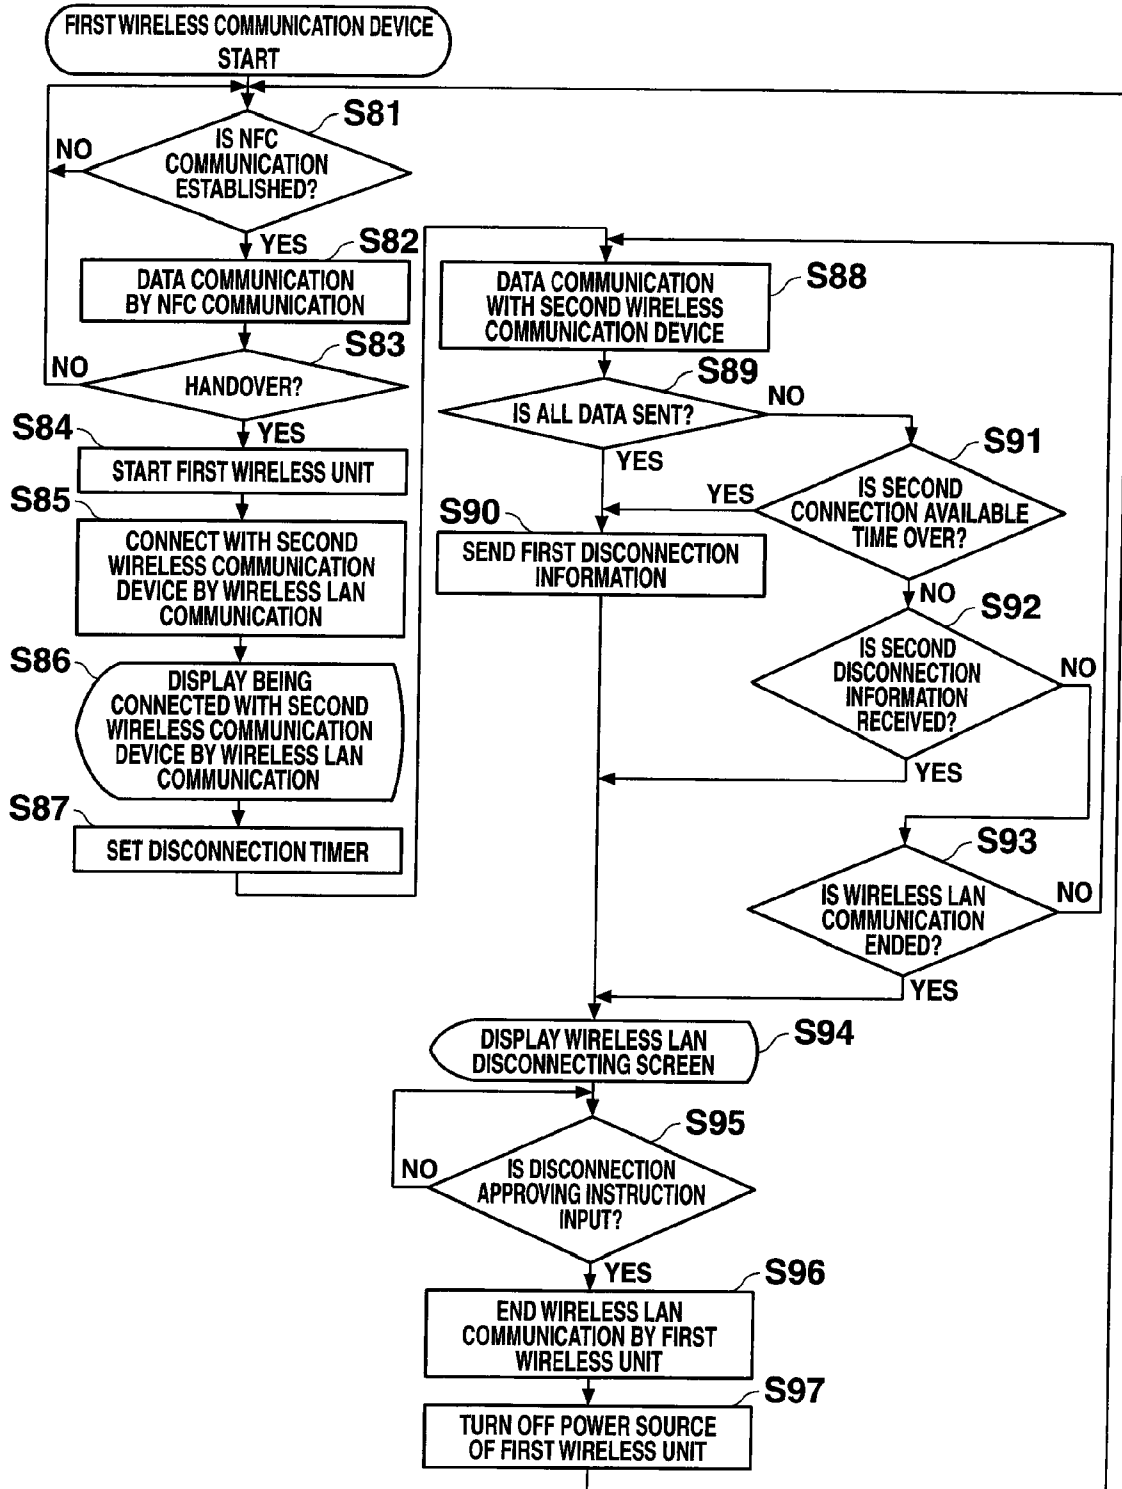 FIRST WIRELESS COMMUNICATION DEVICE
START
S81
IS NFC
COMMUNICATION
ESTABLISHED?
NO
YES
S82
DATA COMMUNICATION
BY NFC COMMUNICATION
S83
HANDOVER?
NO
YES
S84
START FIRST WIRELESS UNIT
S85
CONNECT WITH SECOND
WIRELESS COMMUNICATION
DEVICE BY WIRELESS LAN
COMMUNICATION
S86
DISPLAY BEING
CONNECTED WITH SECOND
WIRELESS COMMUNICATION
DEVICE BY WIRELESS LAN
COMMUNICATION
S87
SET DISCONNECTION TIMER
S88
DATA COMMUNICATION
WITH SECOND WIRELESS
COMMUNICATION DEVICE
S89
IS ALL DATA SENT?
NO
YES
S90
SEND FIRST DISCONNECTION
INFORMATION
S91
IS SECOND
CONNECTION AVAILABLE
TIME OVER?
YES
NO
S92
IS SECOND
DISCONNECTION
INFORMATION
RECEIVED?
NO
YES
S93
IS WIRELESS LAN
COMMUNICATION
ENDED?
NO
YES
S94
DISPLAY WIRELESS LAN
DISCONNECTING SCREEN
S95
IS DISCONNECTION
APPROVING INSTRUCTION
INPUT?
NO
YES
S96
END WIRELESS LAN
COMMUNICATION BY FIRST
WIRELESS UNIT
S97
TURN OFF POWER SOURCE
OF FIRST WIRELESS UNIT